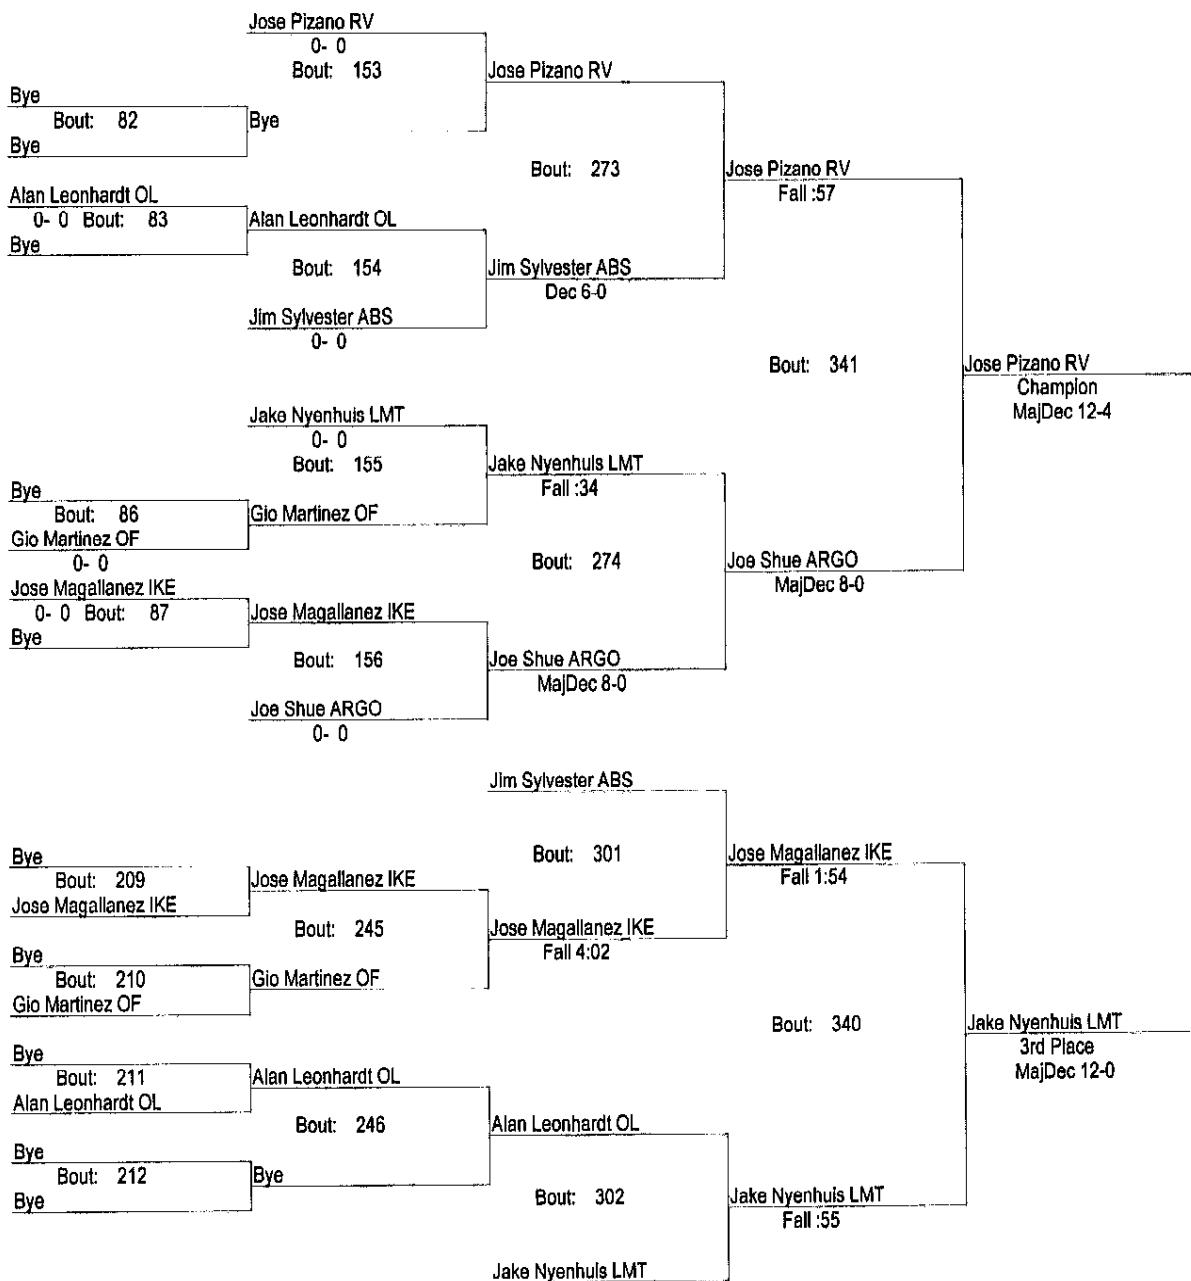 Jose Pizano RV
0- 0
Bout: 153
Jose Pizano RV
Bye
Bout: 82
Bye
Bye
Bout: 273
Jose Pizano RV
Fall :57
Alan Leonhardt OL
0- 0 Bout: 83
Bye
Alan Leonhardt OL
Bout: 154
Jim Sylvester ABS
Dec 6-0
Jim Sylvester ABS
0- 0
Bout: 341
Jose Pizano RV
Champion
MajDec 12-4
Jake Nyenhuis LMT
0- 0
Bout: 155
Jake Nyenhuis LMT
Fall :34
Bye
Bout: 86
Gio Martinez OF
0- 0
Gio Martinez OF
Bout: 274
Joe Shue ARGO
MajDec 8-0
Jose Magallanez IKE
0- 0 Bout: 87
Bye
Jose Magallanez IKE
Bout: 156
Joe Shue ARGO
MajDec 8-0
Joe Shue ARGO
0- 0
Jim Sylvester ABS
Bout: 301
Jose Magallanez IKE
Fall 1:54
Bye
Bout: 209
Jose Magallanez IKE
Jose Magallanez IKE
Bout: 245
Jose Magallanez IKE
Fall 4:02
Bye
Bout: 210
Gio Martinez OF
Gio Martinez OF
Bout: 340
Jake Nyenhuis LMT
3rd Place
MajDec 12-0
Bye
Bout: 211
Alan Leonhardt OL
Alan Leonhardt OL
Bout: 246
Alan Leonhardt OL
Bye
Bout: 212
Bye
Bye
Bout: 302
Jake Nyenhuis LMT
Fall :55
Jake Nyenhuis LMT